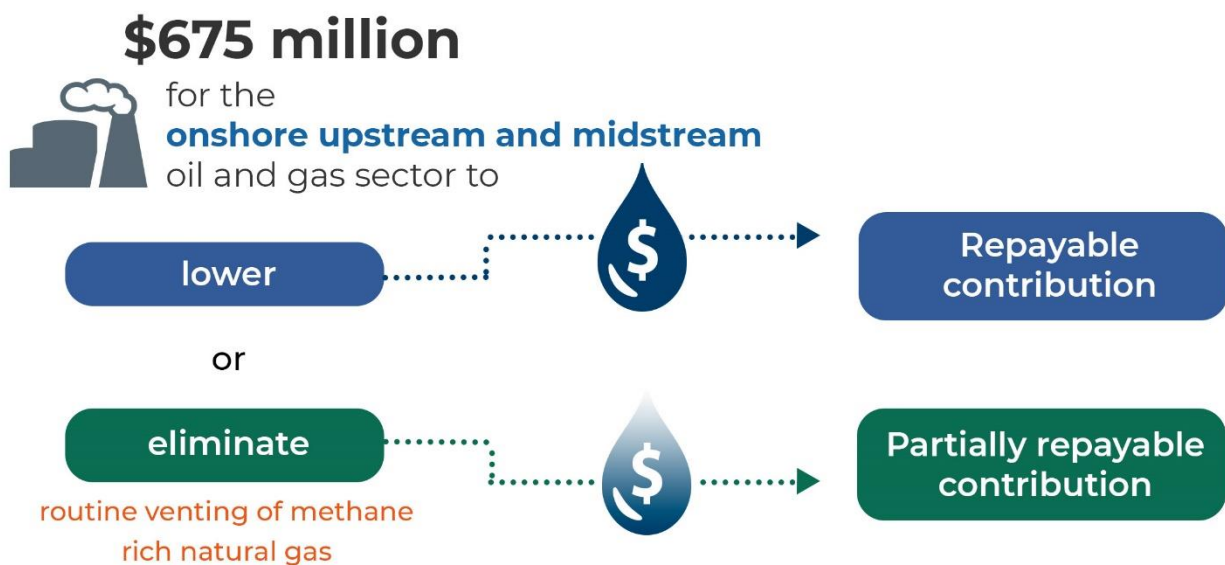 $675 million
for the
onshore upstream and midstream
oil and gas sector to
lower
$
Repayable
contribution
or
eliminate
$
Partially repayable
contribution
routine venting of methane
rich natural gas